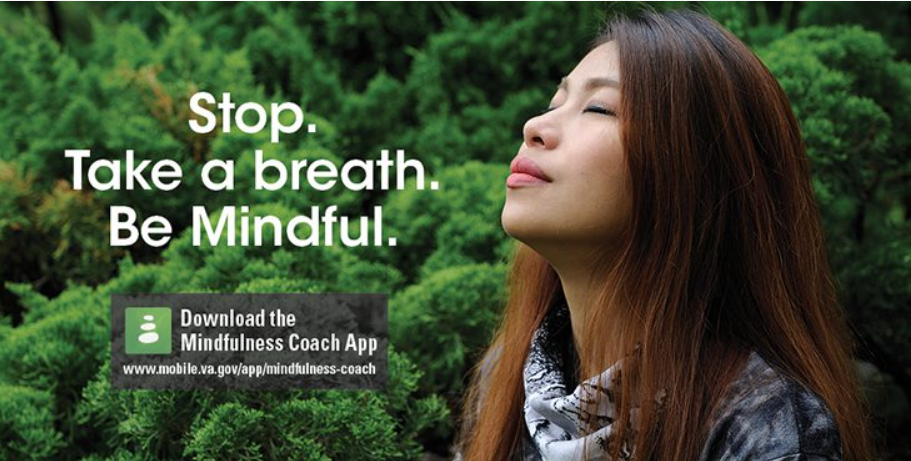 Stop.
Take a breath.
Be Mindful.
Download the
Mindfulness Coach App
www.mobile.va.gov/app/mindfulness-coach